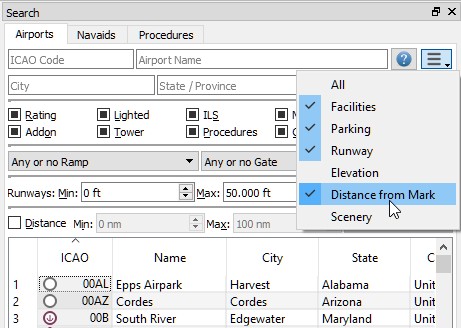 Search
Airports Navaids Procedures
ICAO Code Airport Name ?
City State / Province
All
Facilities
Parking
Runway
Elevation
Distance from Mark
Scenery
Rating Lighted ILS
Addon Tower Procedures
Any or no Ramp Any or no Gate
Runways: Min: 0 ft Max: 50.000 ft
Distance Min: 0 nm Max: 100 nm
ICAO Name City State
1 00AL Epps Airpark Harvest Alabama Unit
2 00AZ Cordes Cordes Arizona Unit
3 00B South River Edgewater Maryland Unit